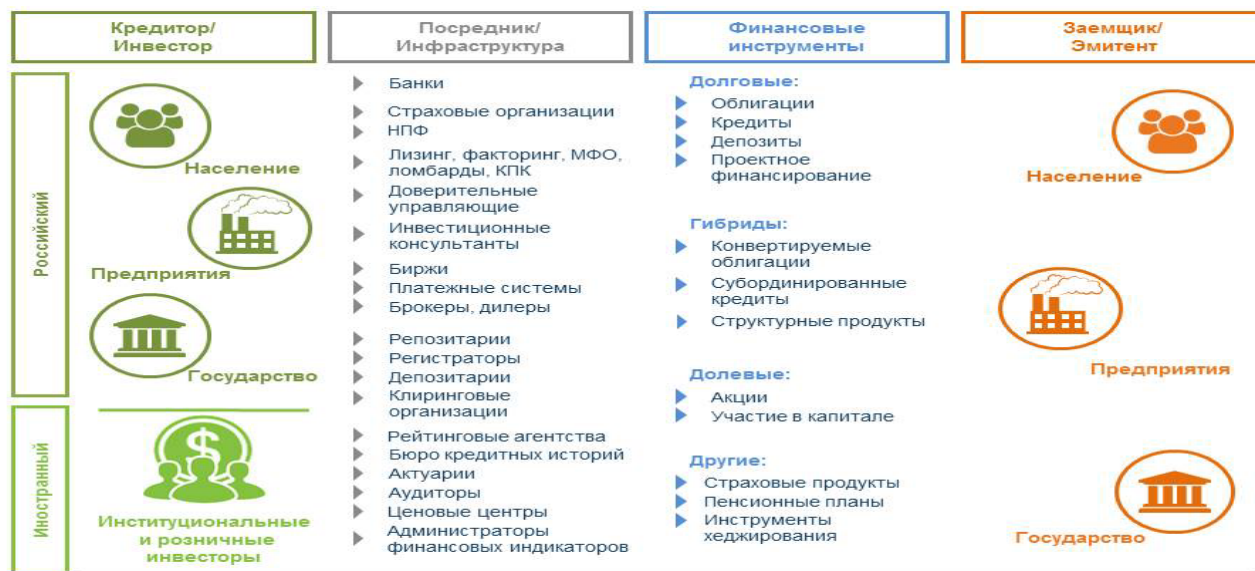 Кредитор/
Инвестор
Посредник/
Инфраструктура
Финансовые
инструменты
Заемщик/
Эмитент
Российский
Население
Предприятия
Государство
Иностранный
Институциональные
и розничные
инвесторы
Банки
Страховые организации
НПФ
Лизинг, факторинг, МФО,
ломбарды, КПК
Доверительные
управляющие
Инвестиционные
консультанты
Биржи
Платежные системы
Брокеры, дилеры
Репозитарии
Регистраторы
Депозитарии
Клиринговые
организации
Рейтинговые агентства
Бюро кредитных историй
Актуарии
Аудиторы
Ценовые центры
Администраторы
финансовых индикаторов
Долговые:
Облигации
Кредиты
Депозиты
Проектное
финансирование
Гибриды:
Конвертируемые
облигации
Субординированные
кредиты
Структурные продукты
Долевые:
Акции
Участие в капитале
Другие:
Страховые продукты
Пенсионные планы
Инструменты
хеджирования
Население
Предприятия
Государство